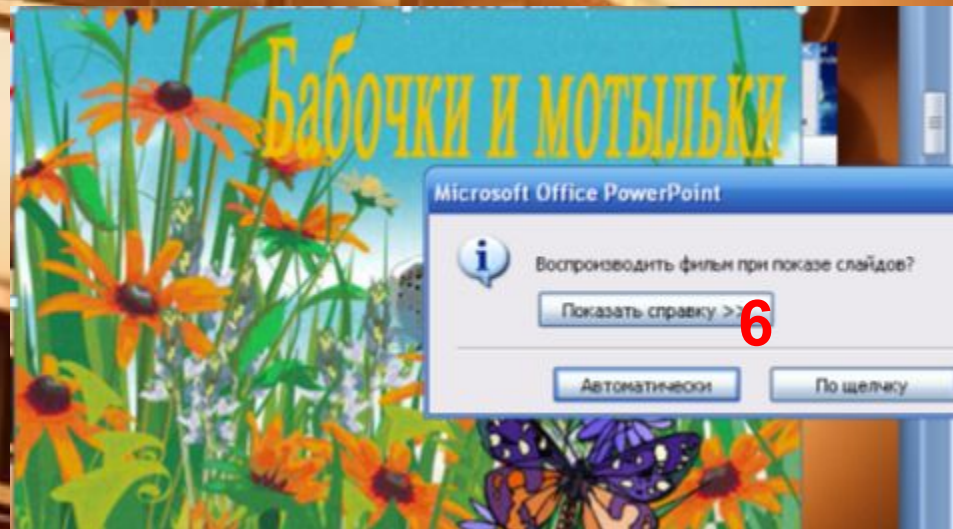 Бабочки и мотыльки
Microsoft Office PowerPoint
Воспроизводить фильм при показе слайдов?
Показать справку >>
6
Автоматически
По щелчку